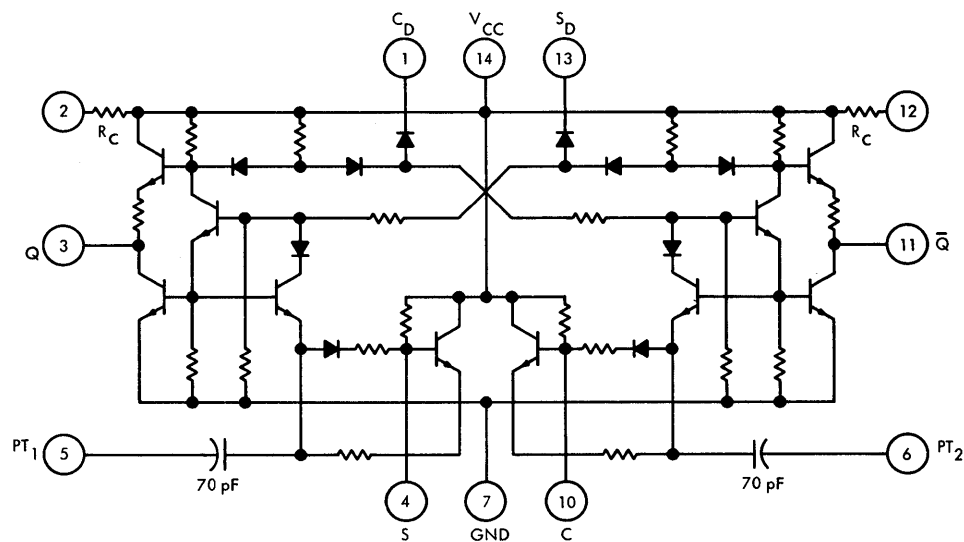 C_D V_CC S_D
1 14 13
2 R_C R_C 12
Q 3 11 Q̅
PT_1 5 6 PT_2
70 pF 70 pF
4 7 10
S GND C